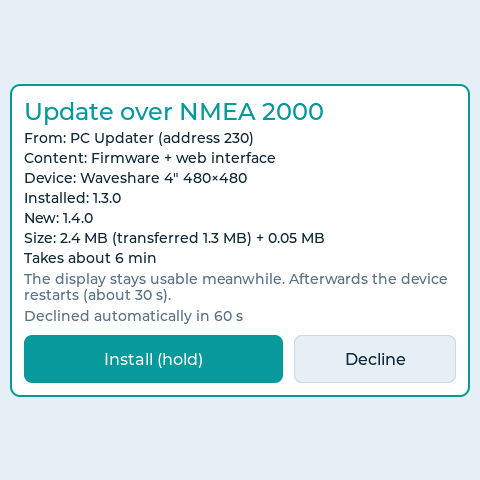 Update over NMEA 2000
From: PC Updater (address 230)
Content: Firmware + web interface
Device: Waveshare 4" 480×480
Installed: 1.3.0
New: 1.4.0
Size: 2.4 MB (transferred 1.3 MB) + 0.05 MB
Takes about 6 min
The display stays usable meanwhile. Afterwards the device
restarts (about 30 s).
Declined automatically in 60 s
Install (hold)
Decline